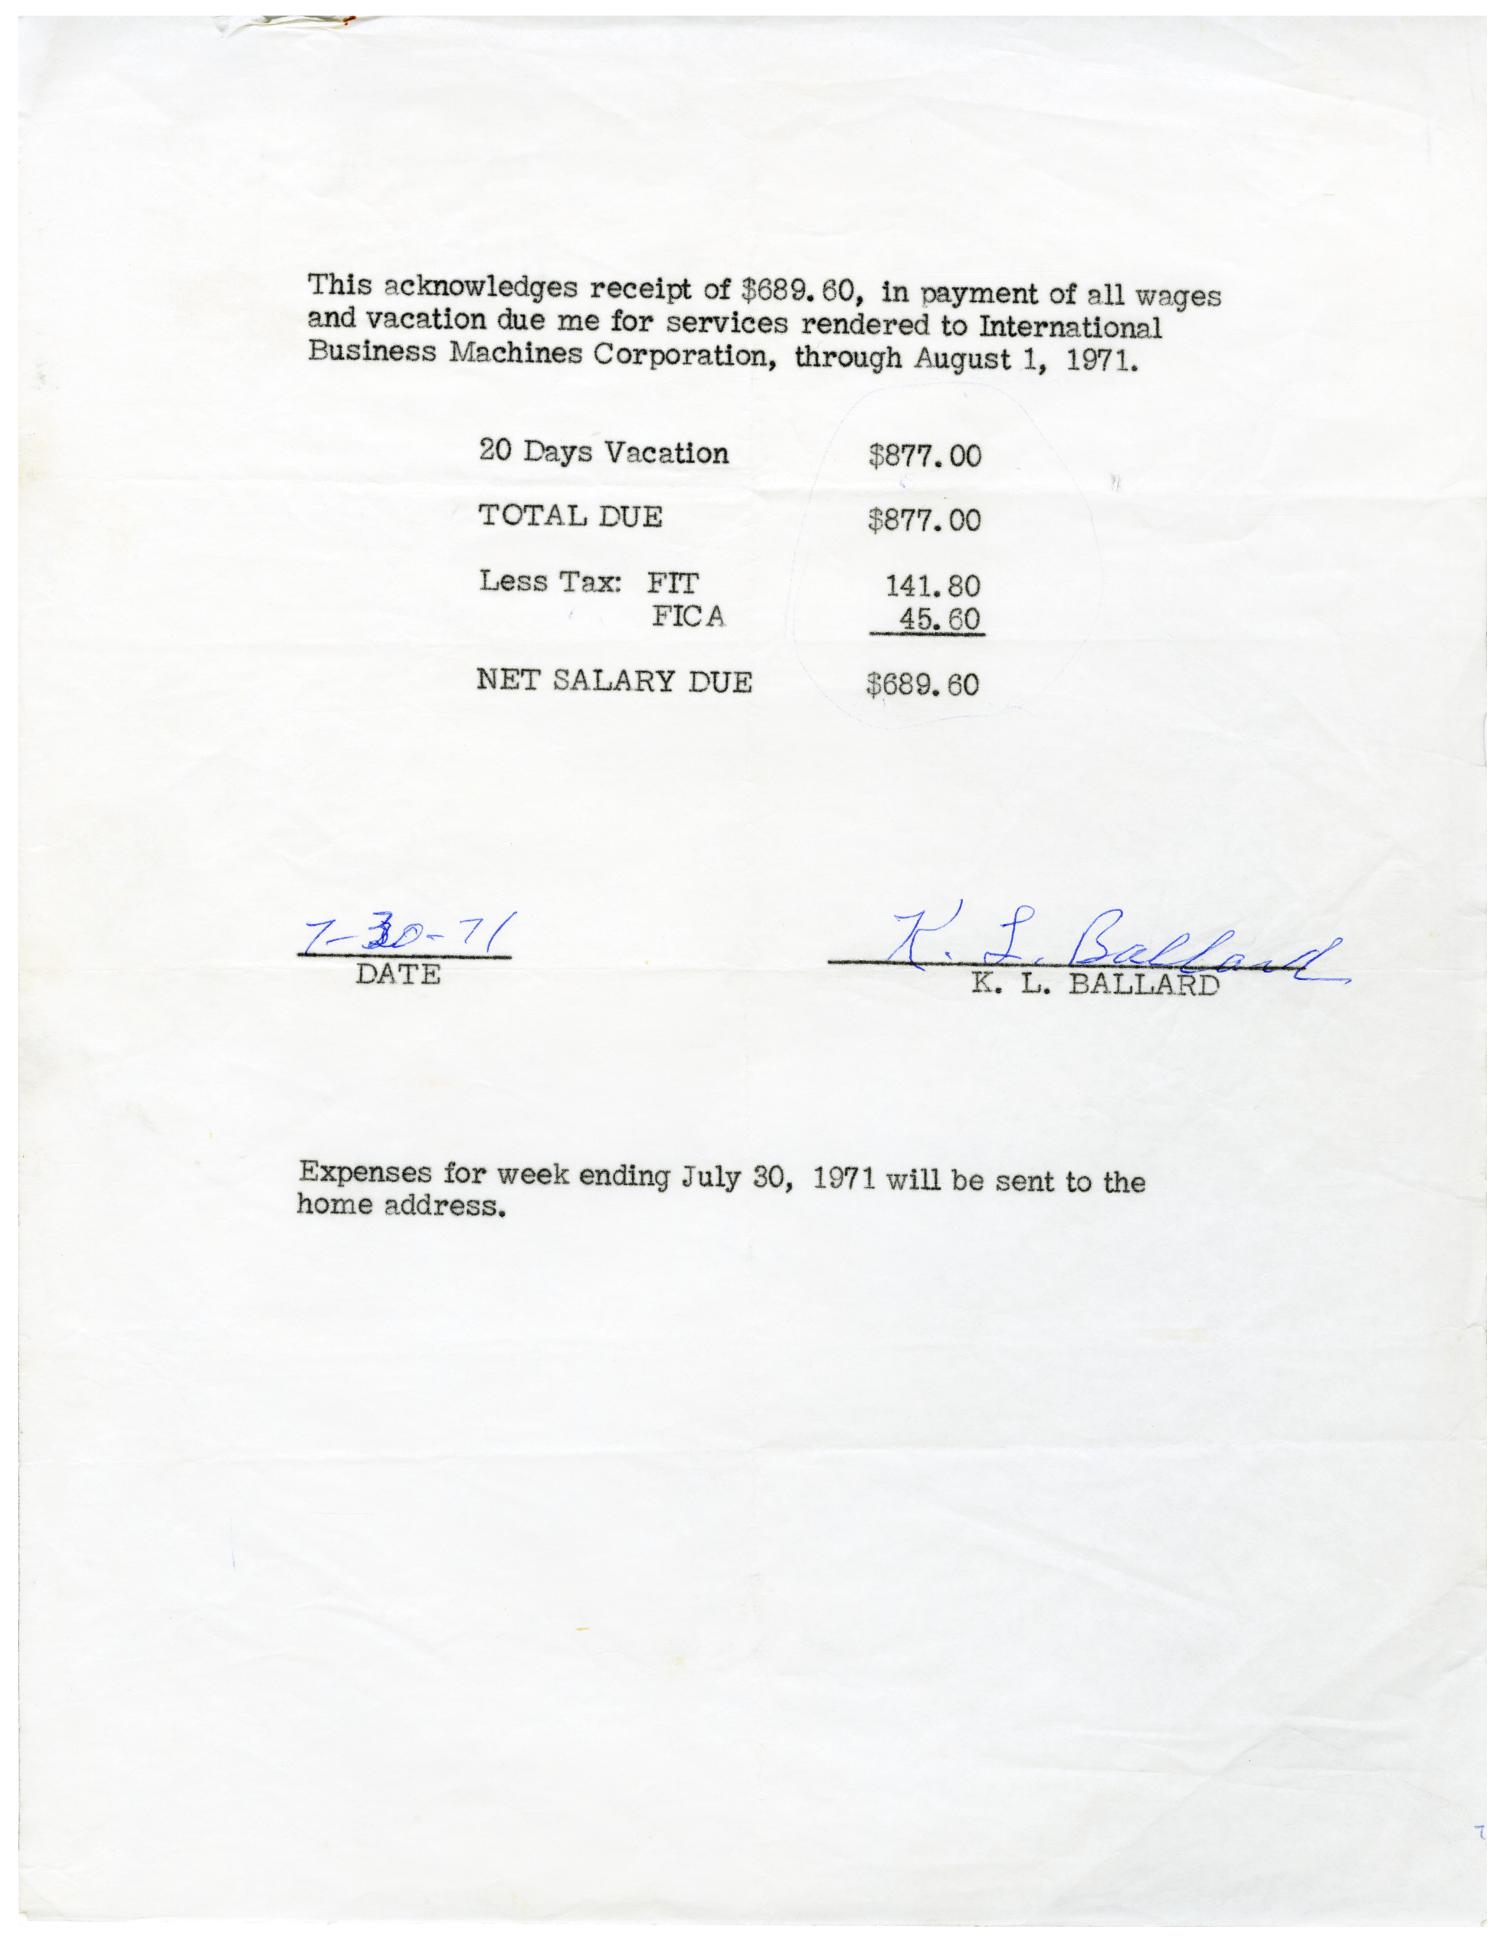 This acknowledges receipt of $689.60, in payment of all wages
and vacation due me for services rendered to International
Business Machines Corporation, through August 1, 1971.
20 Days Vacation $877.00
TOTAL DUE $877.00
Less Tax: FIT 141.80
FICA 45.60
NET SALARY DUE $689.60
7-30-71 K. L. Ballard
DATE K. L. BALLARD
Expenses for week ending July 30, 1971 will be sent to the
home address.